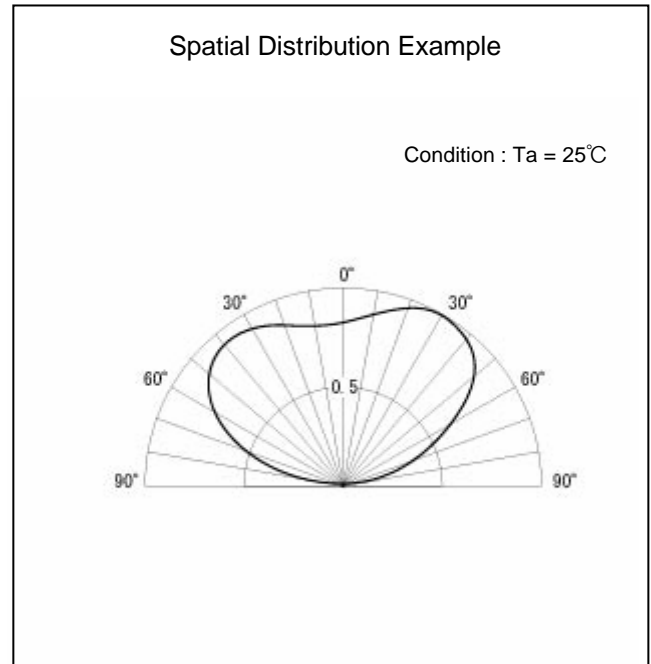 Spatial Distribution Example
Condition : Ta = 25℃
0°
30° 30°
60° 0. 5 60°
90° 90°